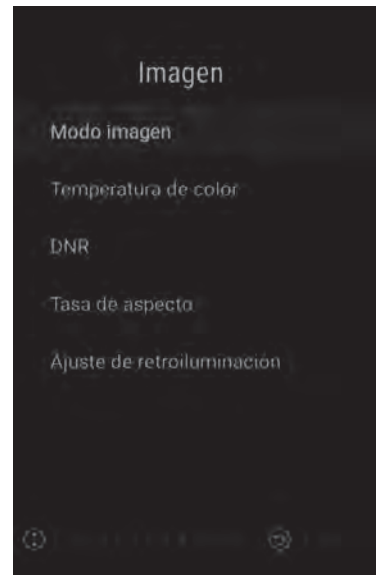 Imagen
Modo imagen
Temperatura de color
DNR
Tasa de aspecto
Ajuste de retroiluminación